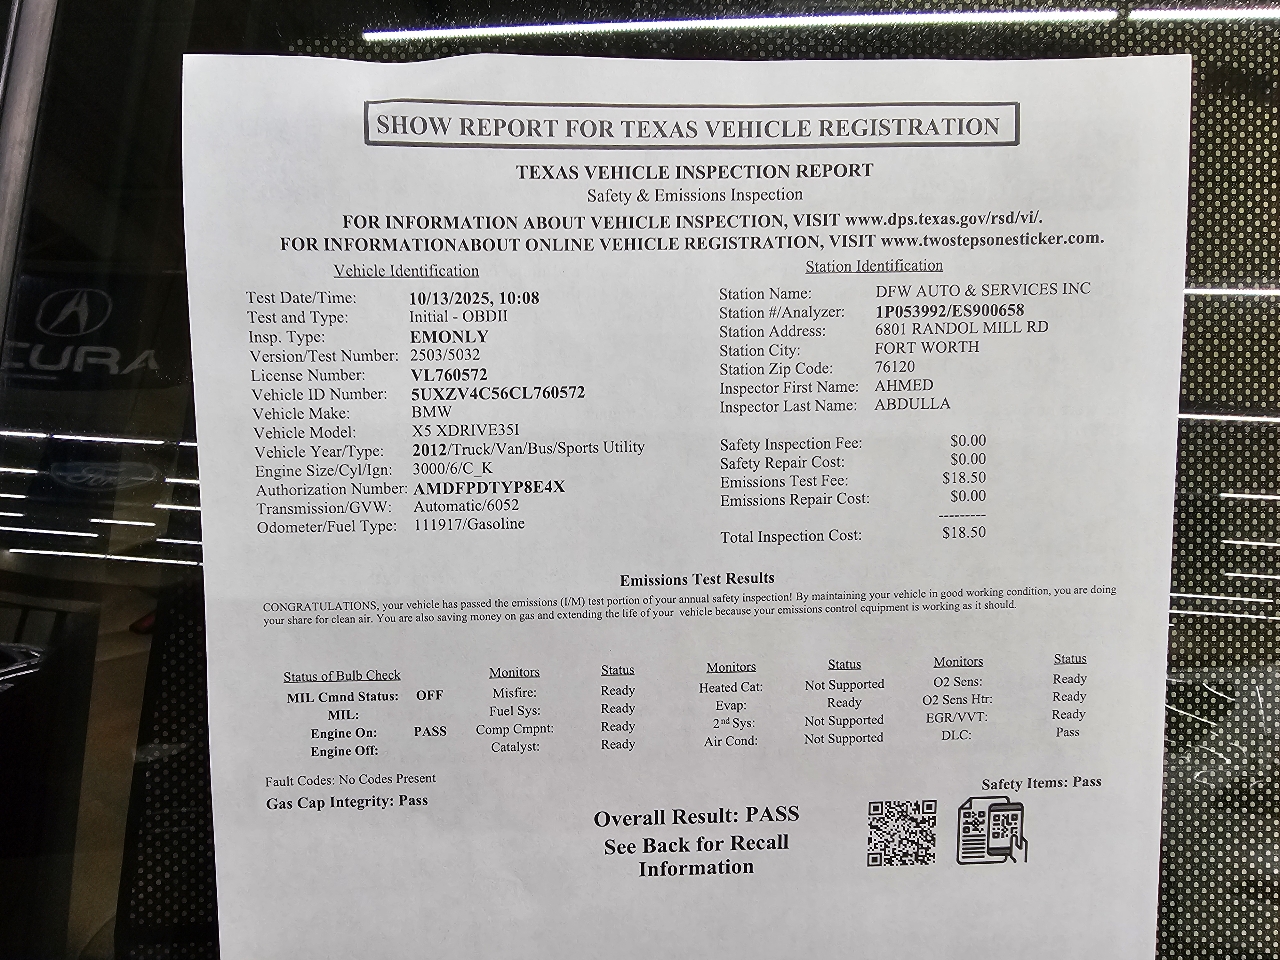 SHOW REPORT FOR TEXAS VEHICLE REGISTRATION
TEXAS VEHICLE INSPECTION REPORT
Safety & Emissions Inspection
FOR INFORMATION ABOUT VEHICLE INSPECTION, VISIT www.dps.texas.gov/rsd/vi/.
FOR INFORMATIONABOUT ONLINE VEHICLE REGISTRATION, VISIT www.twostepsonesticker.com.
Vehicle Identification
Test Date/Time: 10/13/2025, 10:08
Test and Type: Initial - OBDII
Insp. Type: EMONLY
Version/Test Number: 2503/5032
License Number: VL760572
Vehicle ID Number: 5UXZV4C56CL760572
Vehicle Make: BMW
Vehicle Model: X5 XDRIVE35I
Vehicle Year/Type: 2012/Truck/Van/Bus/Sports Utility
Engine Size/Cyl/Ign: 3000/6/C_K
Authorization Number: AMDFPDTYP8E4X
Transmission/GVW: Automatic/6052
Odometer/Fuel Type: 111917/Gasoline
Station Identification
Station Name: DFW AUTO & SERVICES INC
Station #/Analyzer: 1P053992/ES900658
Station Address: 6801 RANDOL MILL RD
Station City: FORT WORTH
Station Zip Code: 76120
Inspector First Name: AHMED
Inspector Last Name: ABDULLA
Safety Inspection Fee: $0.00
Safety Repair Cost: $0.00
Emissions Test Fee: $18.50
Emissions Repair Cost: $0.00
---------
Total Inspection Cost: $18.50
Emissions Test Results
CONGRATULATIONS, your vehicle has passed the emissions (I/M) test portion of your annual safety inspection! By maintaining your vehicle in good working condition, you are doing
your share for clean air. You are also saving money on gas and extending the life of your vehicle because your emissions control equipment is working as it should.
Status of Bulb Check
MIL Cmnd Status: OFF
MIL:
Engine On: PASS
Engine Off:
Monitors Status
Misfire: Ready
Fuel Sys: Ready
Comp Cmpnt: Ready
Catalyst: Ready
Monitors Status
Heated Cat: Not Supported
Evap: Ready
2nd Sys: Not Supported
Air Cond: Not Supported
Monitors Status
O2 Sens: Ready
O2 Sens Htr: Ready
EGR/VVT: Ready
DLC: Pass
Fault Codes: No Codes Present
Gas Cap Integrity: Pass
Safety Items: Pass
Overall Result: PASS
See Back for Recall
Information
CURA
Ford